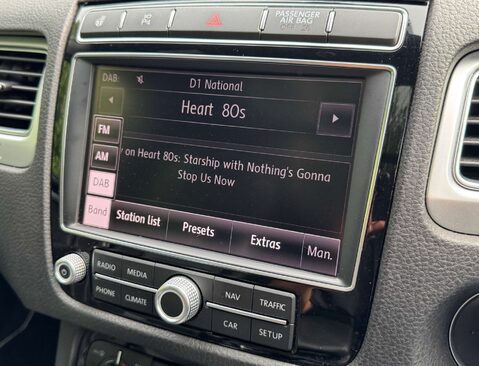 PASSENGER
AIR BAG
DAB
D1 National
Heart 80s
FM
AM
DAB
Band
on Heart 80s: Starship with Nothing's Gonna
Stop Us Now
Station list
Presets
Extras
Man.
RADIO
MEDIA
PHONE
CLIMATE
NAV
TRAFFIC
CAR
SETUP